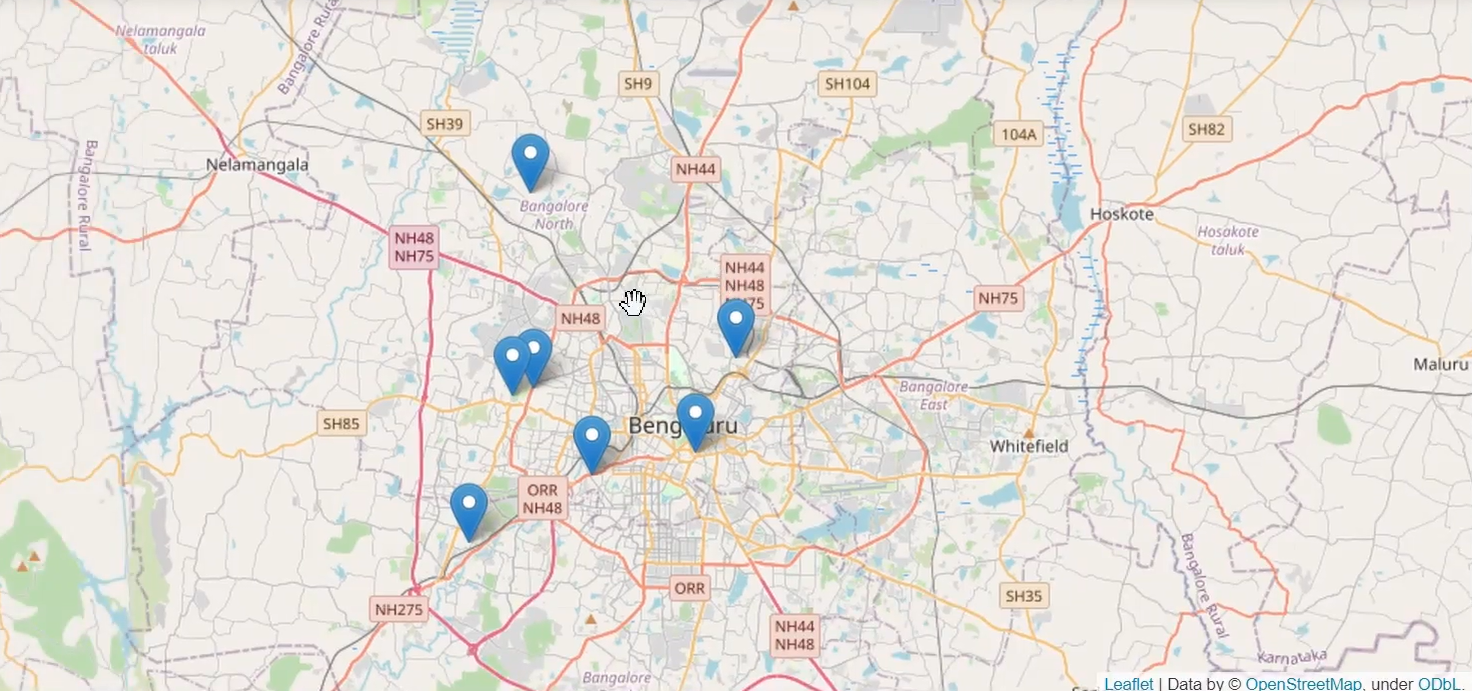 Nelamangala
taluk
Bangalore Rural
SH9
SH104
SH39
104A
SH82
Nelamangala
NH44
Bangalore Rural
Bangalore
North
Hoskote
Hosakote
taluk
NH48
NH75
NH44
NH48
NH75
NH75
NH48
Maluru
Bangalore
East
SH85
Whitefield
ORR
NH48
Bangalore Rural
ORR
SH35
NH275
NH44
NH48
Karnataka
Bangalore
Leaflet | Data by © OpenStreetMap, under ODbL.